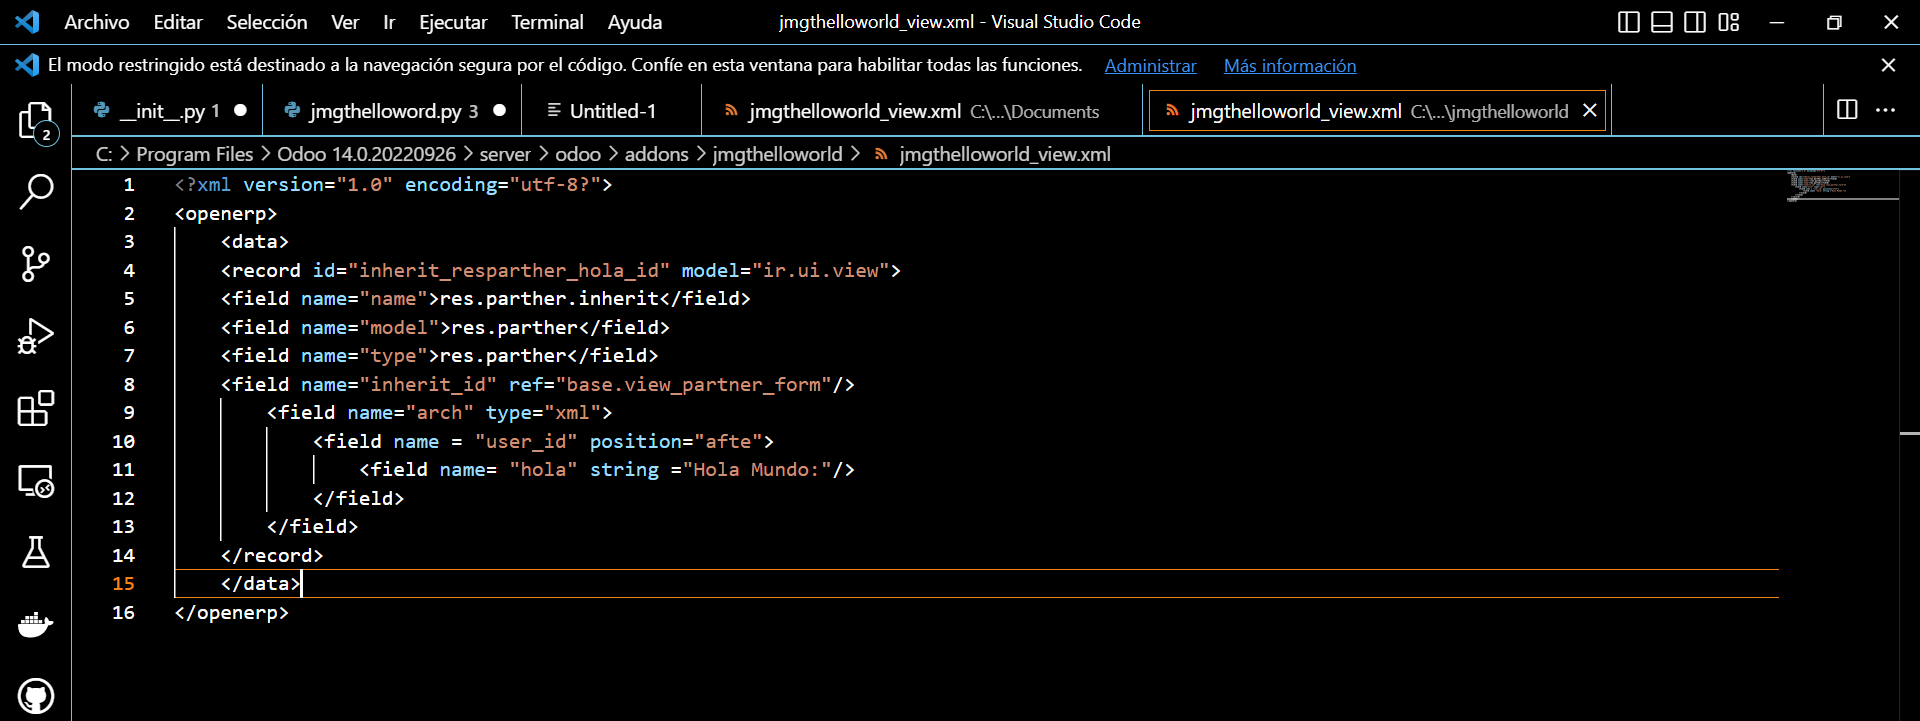 Archivo Editar Selección Ver Ir Ejecutar Terminal Ayuda jmgthelloworld_view.xml - Visual Studio Code
El modo restringido está destinado a la navegación segura por el código. Confíe en esta ventana para habilitar todas las funciones. Administrar Más información
__init__.py 1 jmgthelloword.py 3 Untitled-1 jmgthelloworld_view.xml C:\...\Documents jmgthelloworld_view.xml C:\...\jmgthelloworld
2
C: > Program Files > Odoo 14.0.20220926 > server > odoo > addons > jmgthelloworld > jmgthelloworld_view.xml
1 <?xml version="1.0" encoding="utf-8?">
2 <openerp>
3 <data>
4 <record id="inherit_resparther_hola_id" model="ir.ui.view">
5 <field name="name">res.parther.inherit</field>
6 <field name="model">res.parther</field>
7 <field name="type">res.parther</field>
8 <field name="inherit_id" ref="base.view_partner_form"/>
9 <field name="arch" type="xml">
10 <field name = "user_id" position="afte">
11 <field name= "hola" string ="Hola Mundo:"/>
12 </field>
13 </field>
14 </record>
15 </data>
16 </openerp>